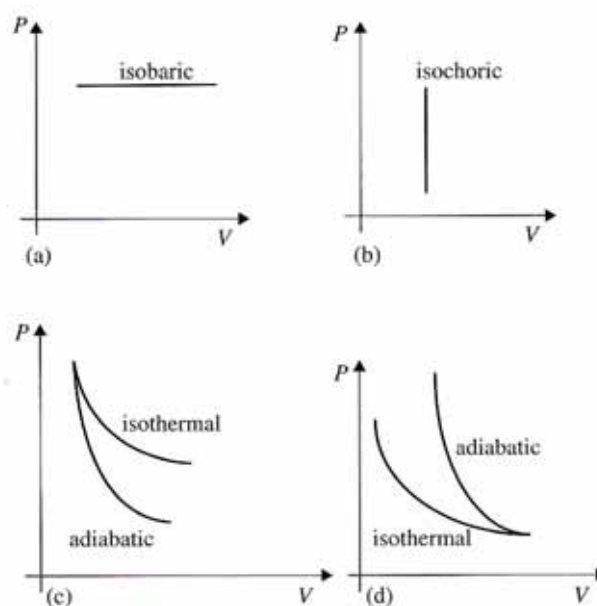 P
isobaric
V
(a)
P
isochoric
V
(b)
P
isothermal
adiabatic
(c)
V
P
adiabatic
isothermal
(d)
V